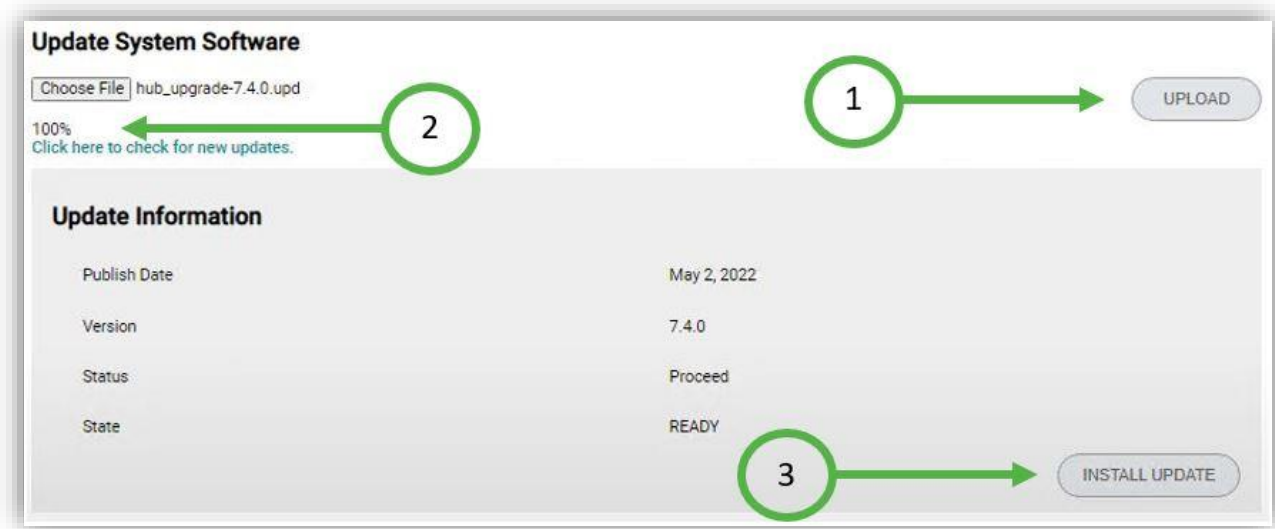 Update System Software
Choose File hub_upgrade-7.4.0.upd
1
UPLOAD
100%
2
Click here to check for new updates.
Update Information
Publish Date May 2, 2022
Version 7.4.0
Status Proceed
State READY
3
INSTALL UPDATE